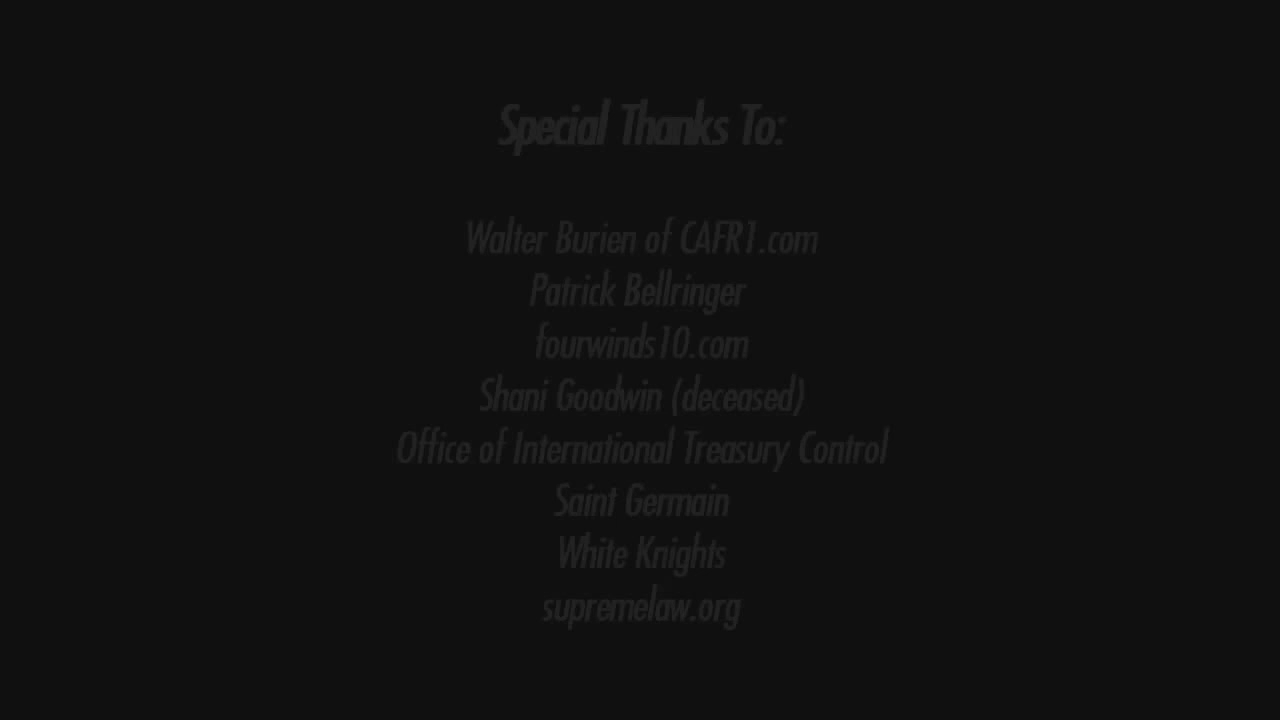 Special Thanks To:
Walter Burien of CAFR1.com
Patrick Bellringer
fourwinds10.com
Shani Goodwin (deceased)
Office of International Treasury Control
Saint Germain
White Knights
supremelaw.org